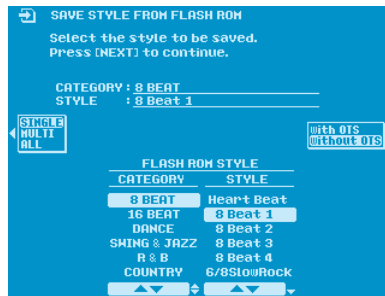 SAVE STYLE FROM FLASH ROM
Select the style to be saved.
Press [NEXT] to continue.
CATEGORY : 8 BEAT
STYLE : 8 Beat 1
SINGLE
MULTI
ALL
with OTS
without OTS
FLASH ROM STYLE
CATEGORY STYLE
8 BEAT Heart Beat
16 BEAT 8 Beat 1
DANCE 8 Beat 2
SWING & JAZZ 8 Beat 3
R & B 8 Beat 4
COUNTRY 6/8SlowRock